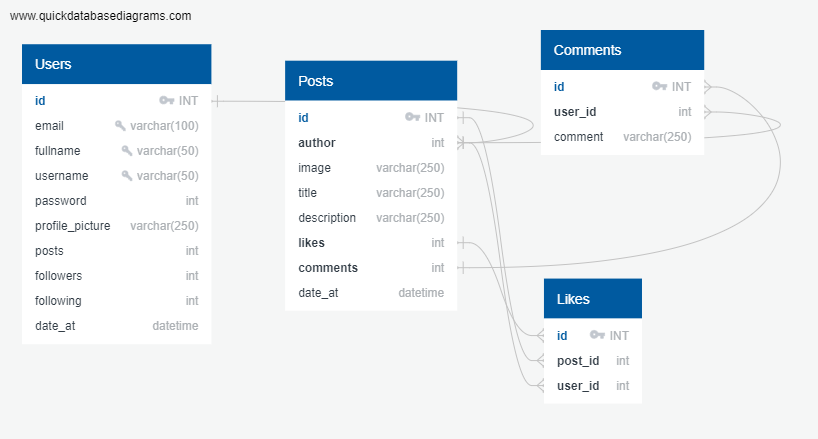 www.quickdatabasediagrams.com
Users
id INT
email varchar(100)
fullname varchar(50)
username varchar(50)
password int
profile_picture varchar(250)
posts int
followers int
following int
date_at datetime
Posts
id INT
author int
image varchar(250)
title varchar(250)
description varchar(250)
likes int
comments int
date_at datetime
Comments
id INT
user_id int
comment varchar(250)
Likes
id INT
post_id int
user_id int